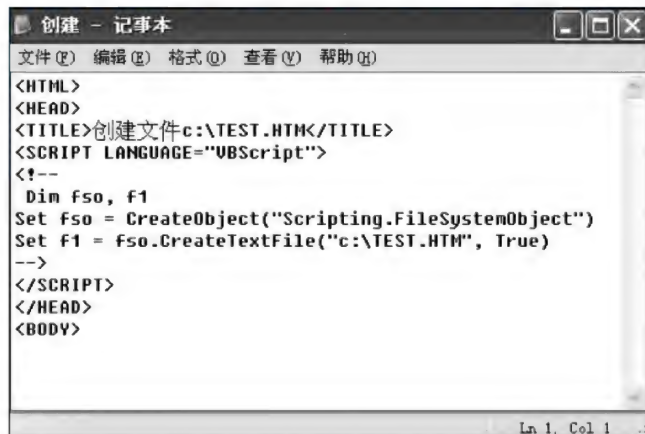 创建 - 记事本
文件(F) 编辑(E) 格式(O) 查看(V) 帮助(H)
<HTML>
<HEAD>
<TITLE>创建文件c:\TEST.HTM</TITLE>
<SCRIPT LANGUAGE="VBScript">
<!--
Dim fso, f1
Set fso = CreateObject("Scripting.FileSystemObject")
Set f1 = fso.CreateTextFile("c:\TEST.HTM", True)
-->
</SCRIPT>
</HEAD>
<BODY>
Ln 1, Col 1